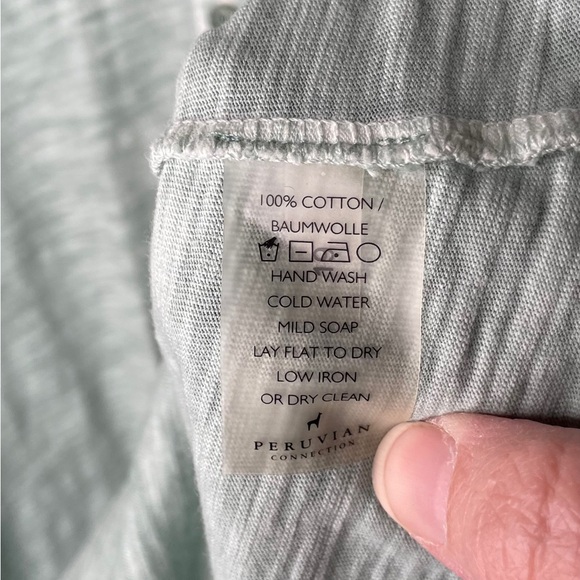 100% COTTON /
BAUMWOLLE
HAND WASH
COLD WATER
MILD SOAP
LAY FLAT TO DRY
LOW IRON
OR DRY CLEAN
PERUVIAN
CONNECTION